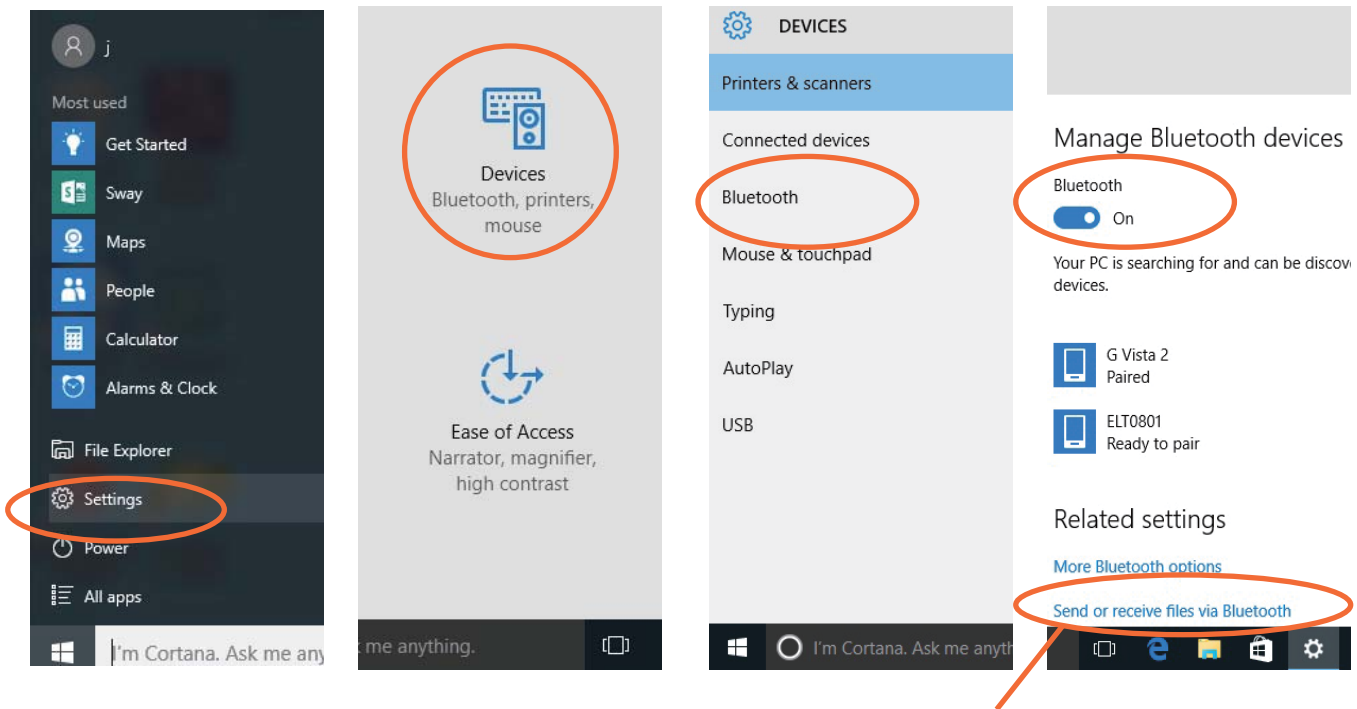 j
Most used
Get Started
Sway
Maps
People
Calculator
Alarms & Clock
File Explorer
Settings
Power
All apps
I'm Cortana. Ask me any
Devices
Bluetooth, printers,
mouse
Ease of Access
Narrator, magnifier,
high contrast
me anything.
DEVICES
Printers & scanners
Connected devices
Bluetooth
Mouse & touchpad
Typing
AutoPlay
USB
I'm Cortana. Ask me anyth
Manage Bluetooth devices
Bluetooth
On
Your PC is searching for and can be discove
devices.
G Vista 2
Paired
ELT0801
Ready to pair
Related settings
More Bluetooth options
Send or receive files via Bluetooth